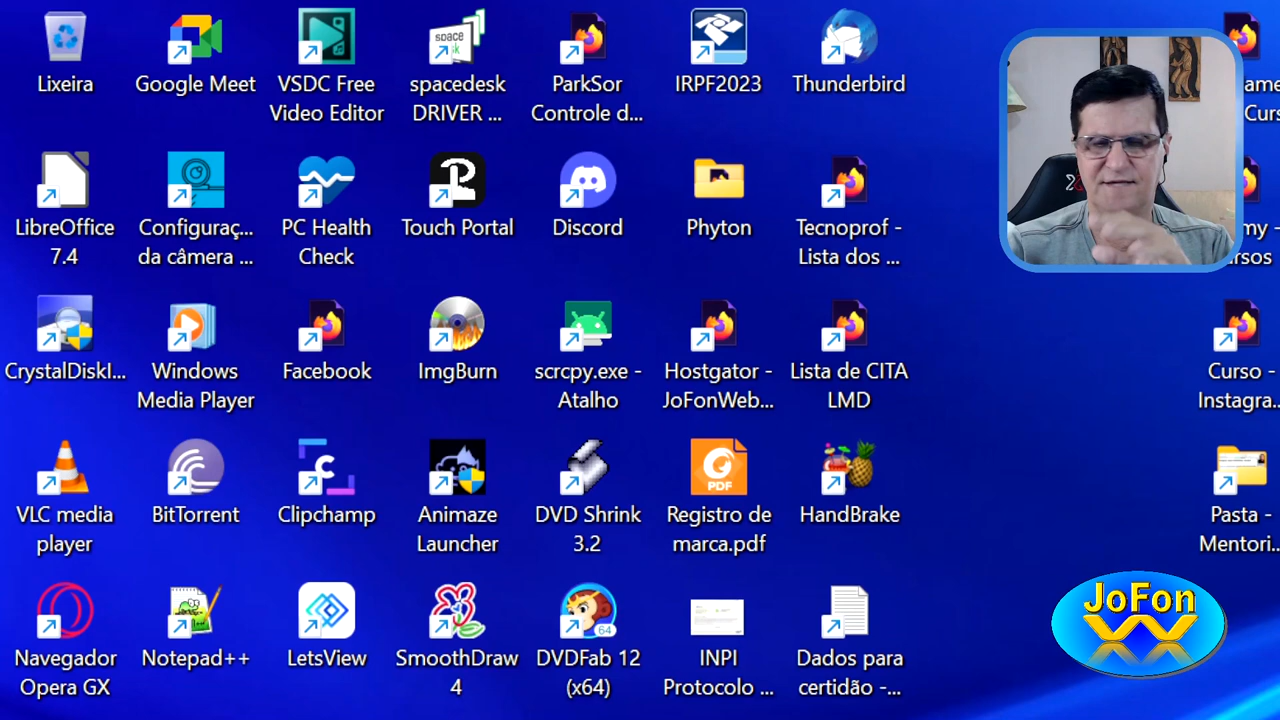 Lixeira
Google Meet
VSDC Free
Video Editor
space
sk
spacedesk
DRIVER ...
ParkSor
Controle d...
IRPF2023
Thunderbird
LibreOffice
7.4
Configuraç...
da câmera ...
PC Health
Check
Touch Portal
Discord
Phyton
Tecnoprof -
Lista dos ...
CrystalDiskI...
Windows
Media Player
Facebook
ImgBurn
scrcpy.exe -
Atalho
Hostgator -
JoFonWeb...
Lista de CITA
LMD
Curso -
Instagra...
VLC media
player
BitTorrent
Clipchamp
Animaze
Launcher
DVD Shrink
3.2
PDF
Registro de
marca.pdf
HandBrake
Pasta -
Mentori...
Navegador
Opera GX
Notepad++
LetsView
SmoothDraw
4
64
DVDFab 12
(x64)
INPI
Protocolo ...
Dados para
certidão -...
JoFon
W